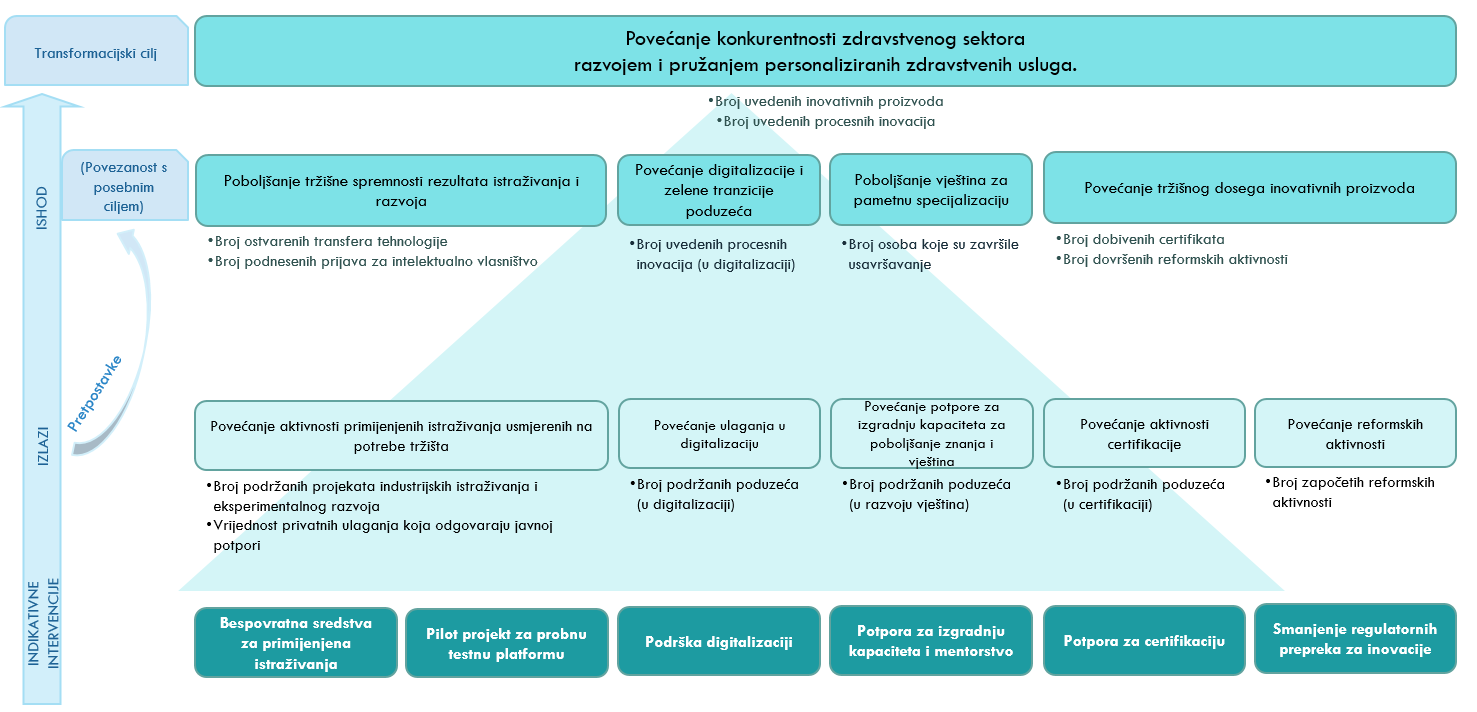 Transformacijski cilj
Povećanje konkurentnosti zdravstvenog sektora
razvojem i pružanjem personaliziranih zdravstvenih usluga.
•Broj uvedenih inovativnih proizvoda
•Broj uvedenih procesnih inovacija
ISHOD
(Povezanost s
posebnim
ciljem)
Poboljšanje tržišne spremnosti rezultata istraživanja i
razvoja
•Broj ostvarenih transfera tehnologije
•Broj podnesenih prijava za intelektualno vlasništvo
Povećanje digitalizacije i
zelene tranzicije
poduzeća
•Broj uvedenih procesnih
inovacija (u digitalizaciji)
Poboljšanje vještina za
pametnu specijalizaciju
•Broj osoba koje su završile
usavršavanje
Povećanje tržišnog dosega inovativnih proizvoda
•Broj dobivenih certifikata
•Broj dovršenih reformskih aktivnosti
Pretpostavke
IZLAZI
Povećanje aktivnosti primijenjenih istraživanja usmjerenih na
potrebe tržišta
•Broj podržanih projekata industrijskih istraživanja i
eksperimentalnog razvoja
•Vrijednost privatnih ulaganja koja odgovaraju javnoj
potpori
Povećanje ulaganja u
digitalizaciju
•Broj podržanih poduzeća
(u digitalizaciji)
Povećanje potpore za
izgradnju kapaciteta za
poboljšanje znanja i
vještina
•Broj podržanih poduzeća
(u razvoju vještina)
Povećanje aktivnosti
certifikacije
•Broj podržanih poduzeća
(u certifikaciji)
Povećanje reformskih
aktivnosti
•Broj započetih reformskih
aktivnosti
INDIKATIVNE
INTERVENCIJE
Bespovratna sredstva
za primijenjena
istraživanja
Pilot projekt za probnu
testnu platformu
Podrška digitalizaciji
Potpora za izgradnju
kapaciteta i mentorstvo
Potpora za certifikaciju
Smanjenje regulatornih
prepreka za inovacije